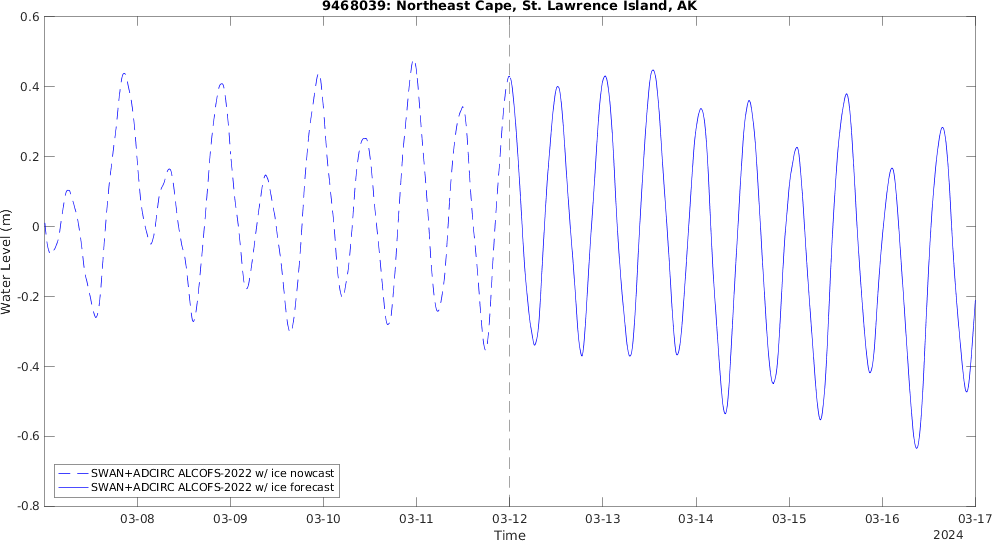 9468039: Northeast Cape, St. Lawrence Island, AK
0.6
0.4
0.2
0
-0.2
-0.4
-0.6
-0.8
Water Level (m)
SWAN+ADCIRC ALCOFS-2022 w/ ice nowcast
SWAN+ADCIRC ALCOFS-2022 w/ ice forecast
03-08 03-09 03-10 03-11 03-12 03-13 03-14 03-15 03-16 03-17
Time
2024